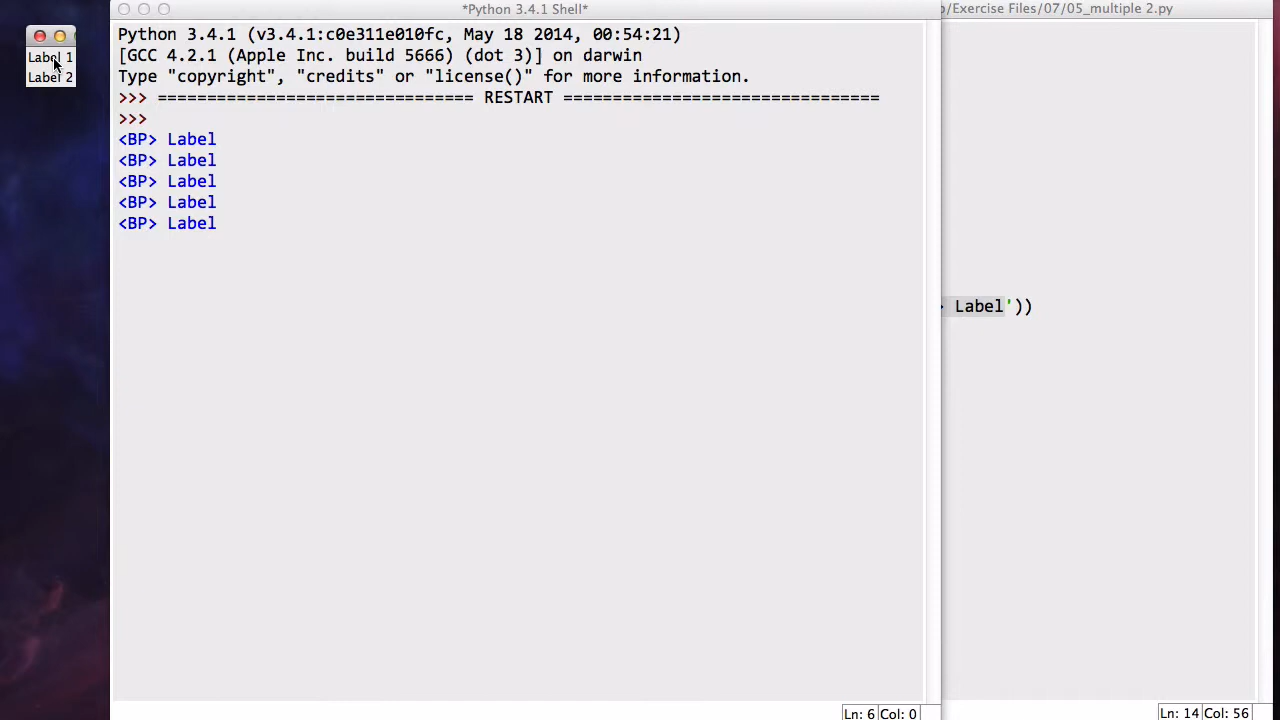 *Python 3.4.1 Shell*
o/Exercise Files/07/05_multiple 2.py
Label 1
Label 2
Python 3.4.1 (v3.4.1:c0e311e010fc, May 18 2014, 00:54:21)
[GCC 4.2.1 (Apple Inc. build 5666) (dot 3)] on darwin
Type "copyright", "credits" or "license()" for more information.
>>> ================================ RESTART ================================
>>>
<BP> Label
<BP> Label
<BP> Label
<BP> Label
<BP> Label
> Label'))
Ln: 6 Col: 0
Ln: 14 Col: 56